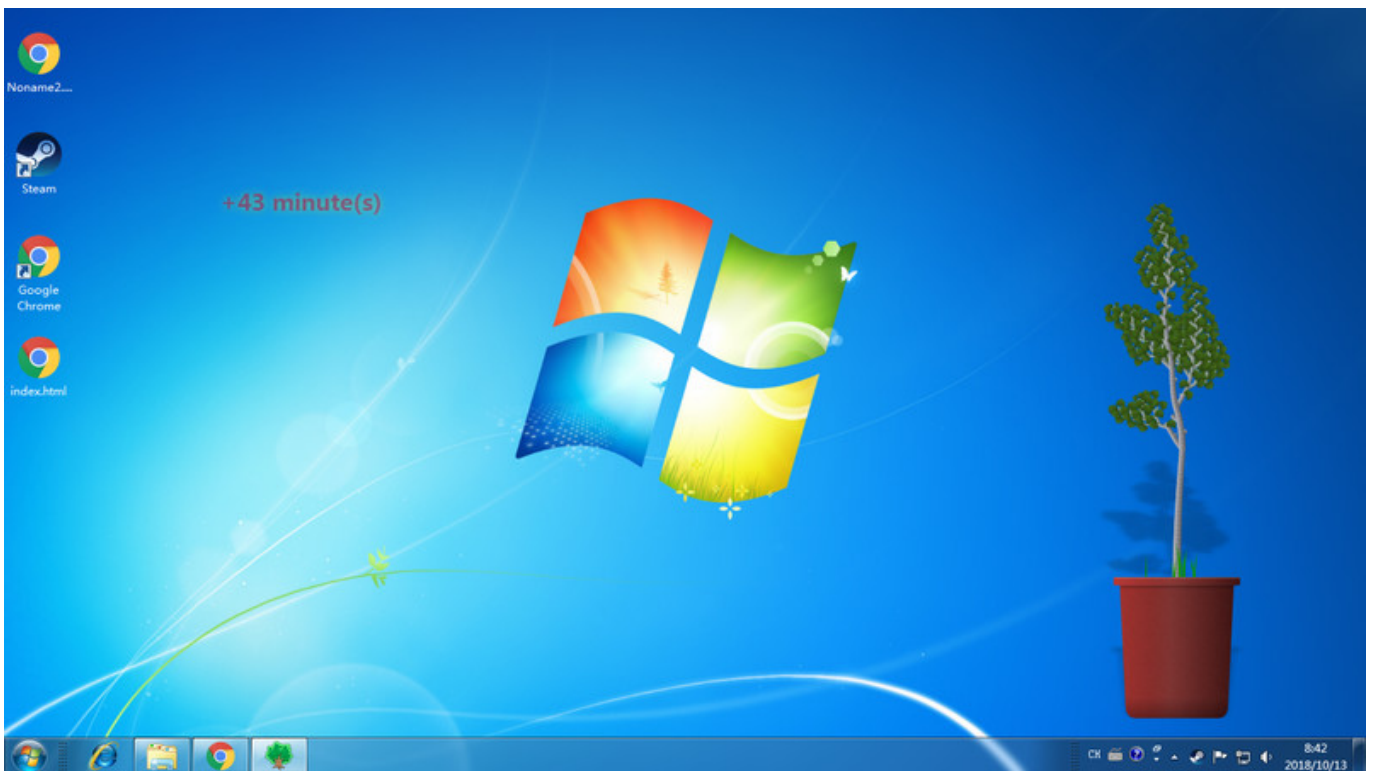 Noname2....
Steam
+43 minute(s)
Google
Chrome
index.html
CH
8:42
2018/10/13